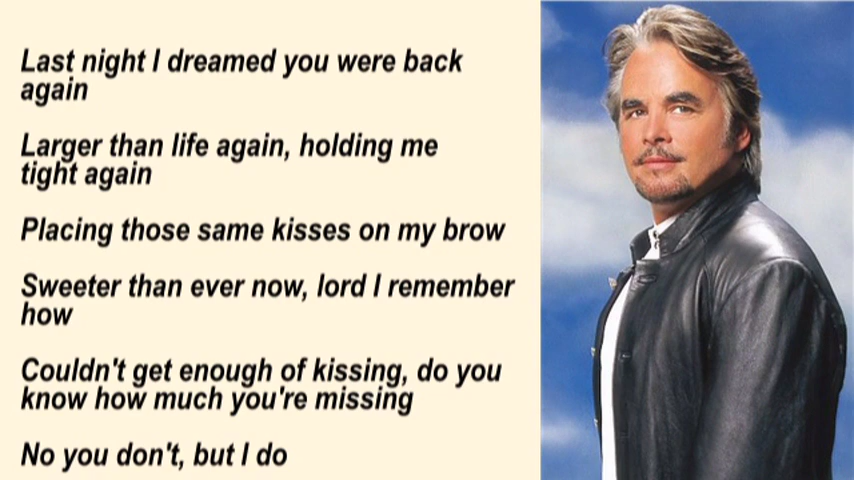 Last night I dreamed you were back
again
Larger than life again, holding me
tight again
Placing those same kisses on my brow
Sweeter than ever now, lord I remember
how
Couldn't get enough of kissing, do you
know how much you're missing
No you don't, but I do